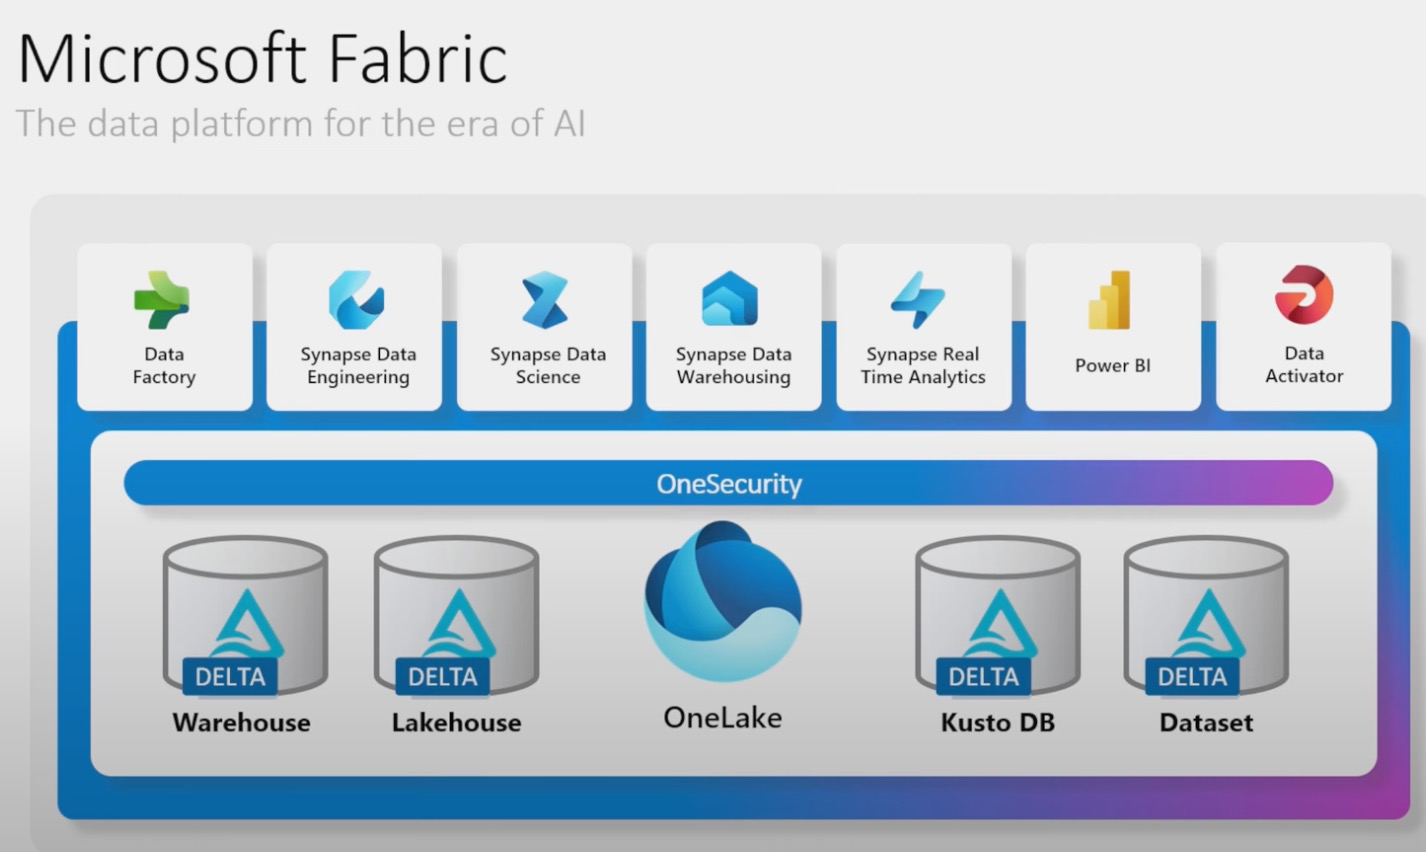 Microsoft Fabric
The data platform for the era of AI
Data
Factory
Synapse Data
Engineering
Synapse Data
Science
Synapse Data
Warehousing
Synapse Real
Time Analytics
Power BI
Data
Activator
OneSecurity
DELTA
Warehouse
DELTA
Lakehouse
OneLake
DELTA
Kusto DB
DELTA
Dataset